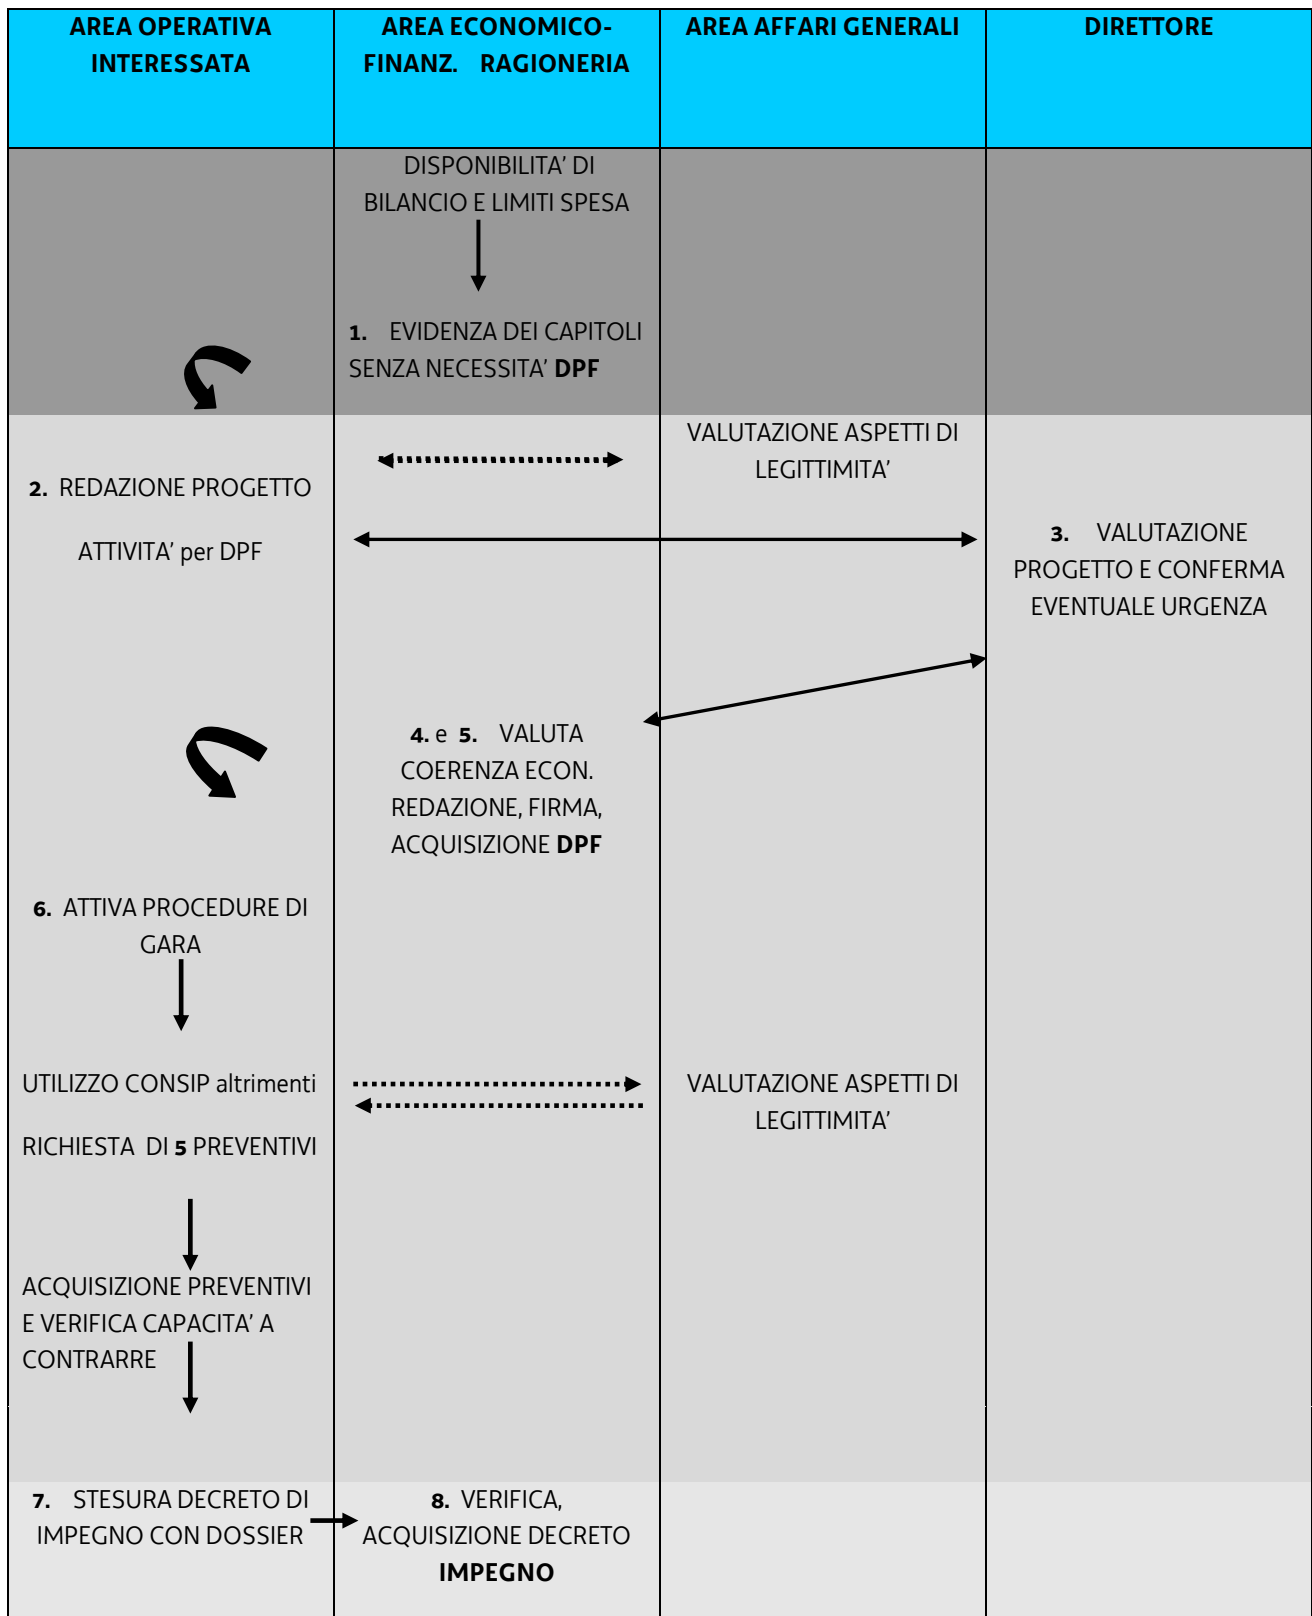 AREA OPERATIVA
INTERESSATA
AREA ECONOMICO-
FINANZ. RAGIONERIA
AREA AFFARI GENERALI
DIRETTORE
DISPONIBILITA’ DI
BILANCIO E LIMITI SPESA
1. EVIDENZA DEI CAPITOLI
SENZA NECESSITA’ DPF
VALUTAZIONE ASPETTI DI
LEGITTIMITA’
2. REDAZIONE PROGETTO
ATTIVITA’ per DPF
3. VALUTAZIONE
PROGETTO E CONFERMA
EVENTUALE URGENZA
4. e 5. VALUTA
COERENZA ECON.
REDAZIONE, FIRMA,
ACQUISIZIONE DPF
6. ATTIVA PROCEDURE DI
GARA
UTILIZZO CONSIP altrimenti
RICHIESTA DI 5 PREVENTIVI
VALUTAZIONE ASPETTI DI
LEGITTIMITA’
ACQUISIZIONE PREVENTIVI
E VERIFICA CAPACITA’ A
CONTRARRE
7. STESURA DECRETO DI
IMPEGNO CON DOSSIER
8. VERIFICA,
ACQUISIZIONE DECRETO
IMPEGNO